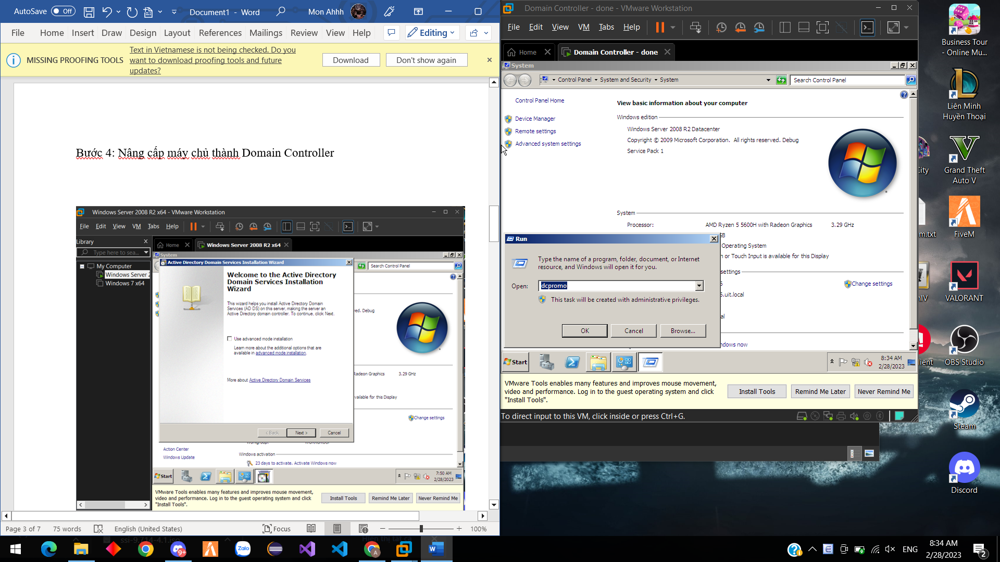 AutoSave Off
Document1 - Word
Mon Ahhh
File Home Insert Draw Design Layout References Mailings Review View Help
Editing
MISSING PROOFING TOOLS
Text in Vietnamese is not being checked. Do you
want to download proofing tools and future
updates?
Download
Don't show again
Bước 4: Nâng cấp máy chủ thành Domain Controller
Windows Server 2008 R2 x64 - VMware Workstation
File Edit View VM Tabs Help
Library
Type here to sea...
My Computer
Windows Server 2
Windows 7 x64
Home
Windows Server 2008 R2 x64
System
Active Directory Domain Services Installation Wizard
Search Control Panel
Welcome to the Active Directory
Domain Services Installation
Wizard
This wizard helps you install Active Directory Domain
Services (AD DS) on this server, making the server an
Active Directory domain controller. To continue, click Next.
Use advanced mode installation
Learn more about the additional options that are
available in advanced mode installation.
More about Active Directory Domain Services
< Back
Next >
Cancel
ved. Debug
Radeon Graphics
3.29 GHz
vailable for this Display
Change settings
Action Center
Windows Update
Windows activation
23 days to activate. Activate Windows now
Start
7:50 AM
2/28/2023
VMware Tools enables many features and improves mouse movement,
video and performance. Log in to the guest operating system and click
"Install Tools".
Install Tools
Remind Me Later
Never Remind Me
Page 3 of 7
75 words
English (United States)
Focus
100%
Domain Controller - done - VMware Workstation
File Edit View VM Tabs Help
Home
Domain Controller - done
System
Control Panel System and Security System
Search Control Panel
Control Panel Home
Device Manager
Remote settings
Advanced system settings
View basic information about your computer
Windows edition
Windows Server 2008 R2 Datacenter
Copyright © 2009 Microsoft Corporation. All rights reserved. Debug
Service Pack 1
System
Processor:
AMD Ryzen 5 5600H with Radeon Graphics
3.29 GHz
GB
Operating System
n or Touch Input is available for this Display
settings
Change settings
5.uit.local
al
ndows now
Run
Type the name of a program, folder, document, or Internet
resource, and Windows will open it for you.
Open:
dcpromo
This task will be created with administrative privileges.
OK
Cancel
Browse...
Start
8:34 AM
2/28/2023
VMware Tools enables many features and improves mouse movement,
video and performance. Log in to the guest operating system and click
"Install Tools".
Install Tools
Remind Me Later
Never Remind Me
To direct input to this VM, click inside or press Ctrl+G.
Business Tour
- Online Mu...
Liên Minh
Huyền Thoại
City
Grand Theft
Auto V
m.txt
FiveM
nIV
VALORANT
lient
OBS Studio
Steam
Discord
9+
Zalo
ENG
8:34 AM
2/28/2023
2